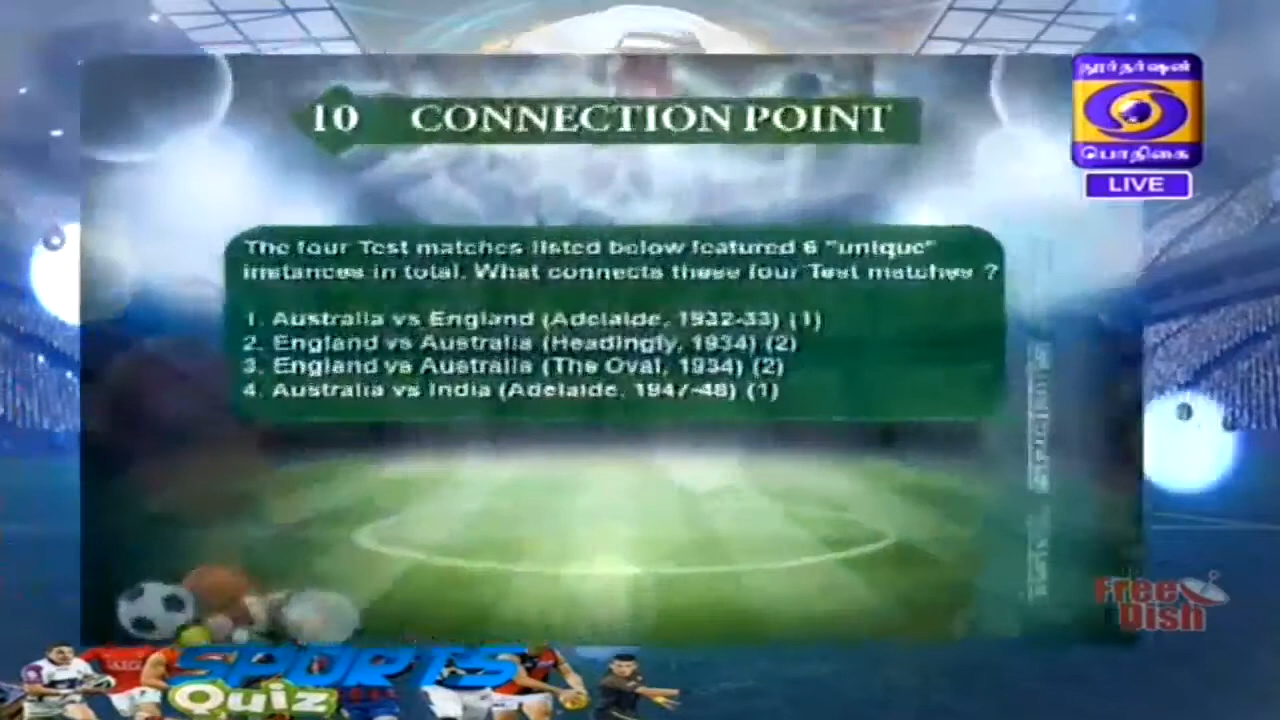 தூர்தர்ஷன்
பொதிகை
LIVE
10 CONNECTION POINT
The four Test matches listed below featured 6 "unique"
instances in total. What connects these four Test matches ?
1. Australia vs England (Adelaide, 1932-33) (1)
2. England vs Australia (Headingly, 1934) (2)
3. England vs Australia (The Oval, 1934) (2)
4. Australia vs India (Adelaide, 1947-48) (1)
Free
Dish
SPORTS
Quiz